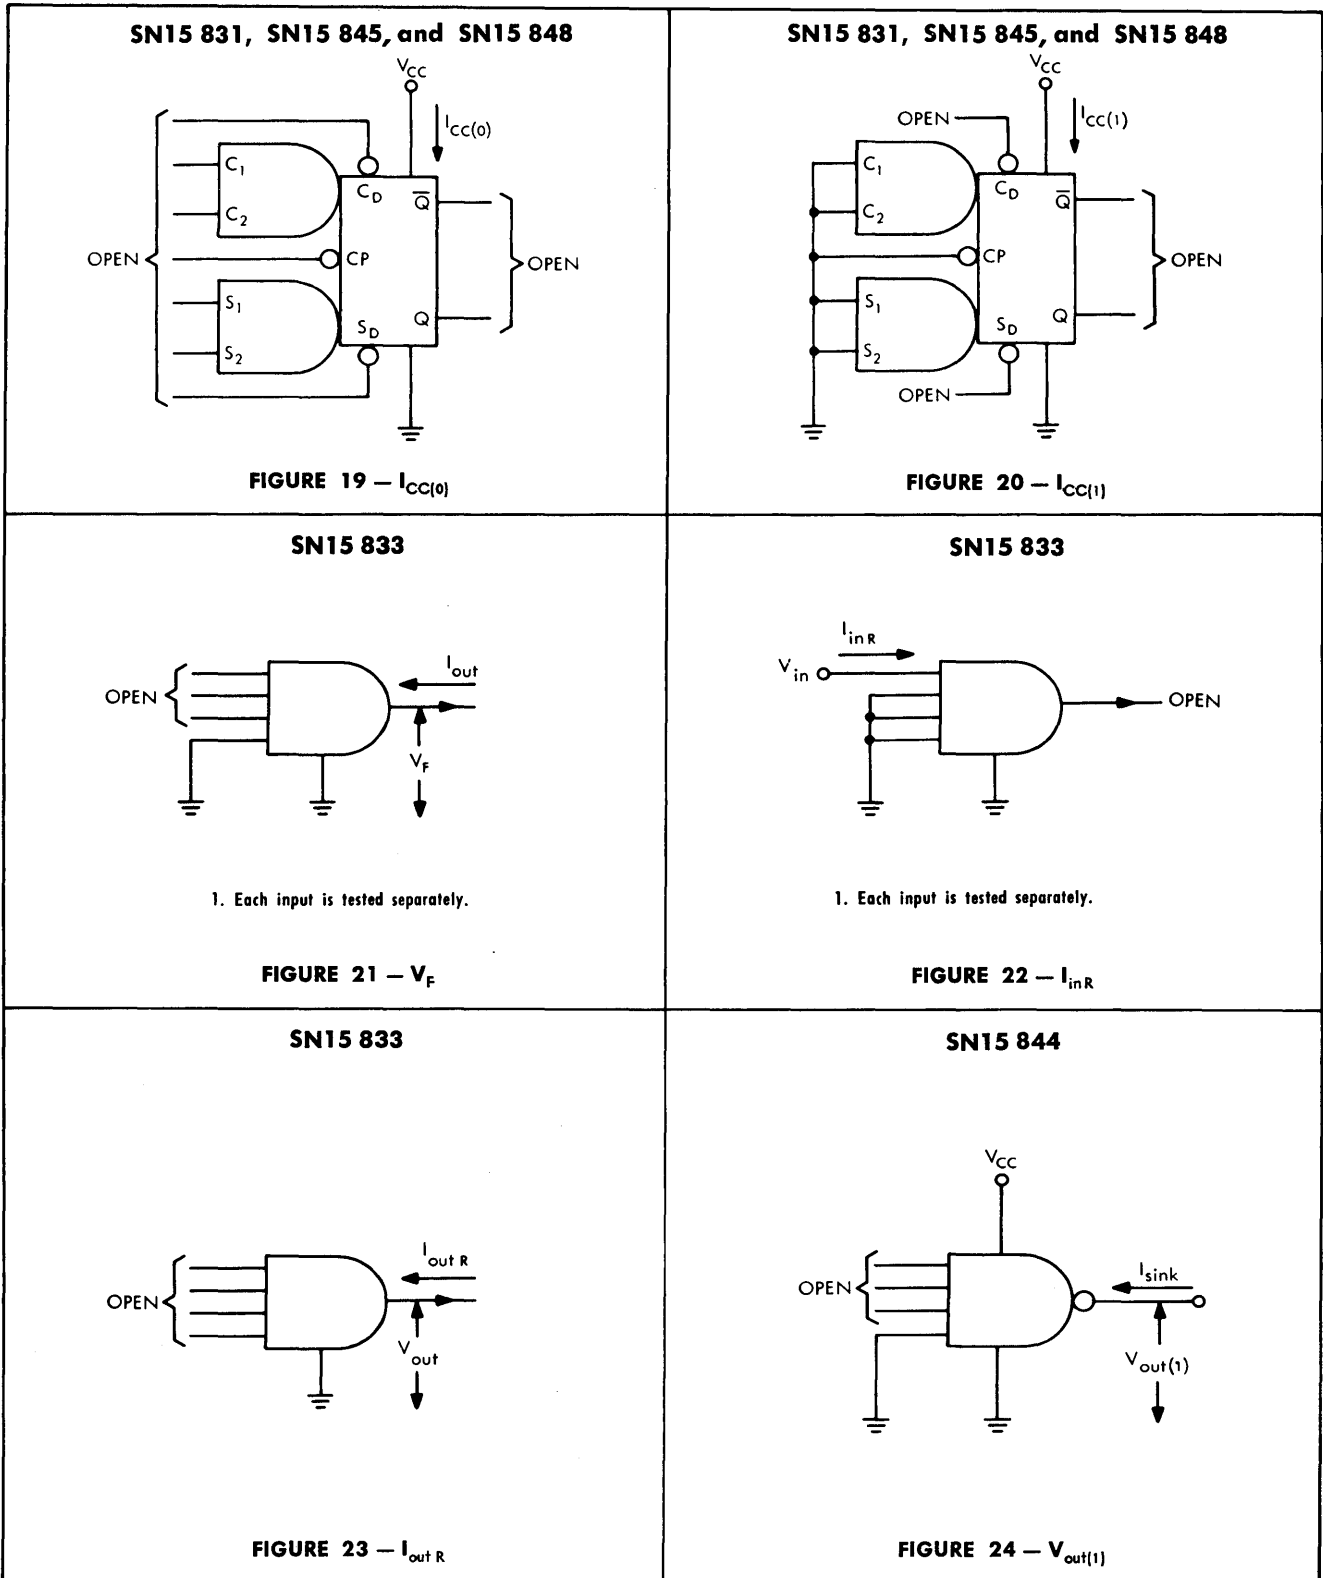 SN15 831, SN15 845, and SN15 848
VCC
ICC(0)
C1
C2
CD
Q̅
OPEN
CP
OPEN
S1
S2
SD
Q
FIGURE 19 — ICC(0)
SN15 831, SN15 845, and SN15 848
VCC
OPEN
ICC(1)
C1
C2
CD
Q̅
CP
OPEN
S1
S2
SD
Q
OPEN
FIGURE 20 — ICC(1)
SN15 833
Iout
OPEN
VF
1. Each input is tested separately.
FIGURE 21 — VF
SN15 833
Iin R
Vin
OPEN
1. Each input is tested separately.
FIGURE 22 — Iin R
SN15 833
Iout R
OPEN
Vout
FIGURE 23 — Iout R
SN15 844
VCC
OPEN
Isink
Vout(1)
FIGURE 24 — Vout(1)